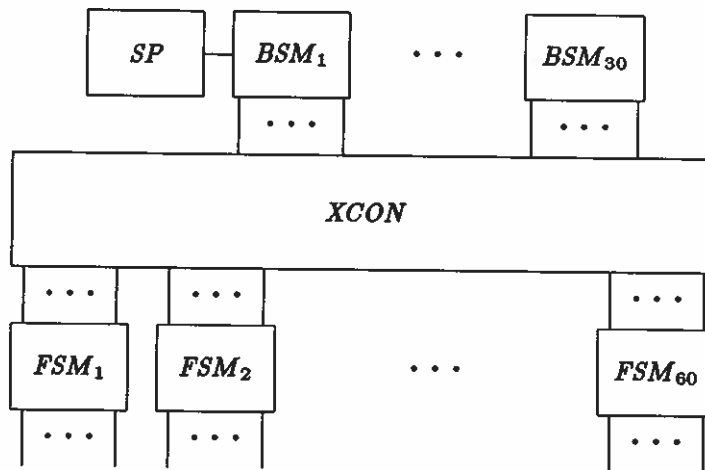 SP BSM₁ • • • BSM₃₀
• • • • • •
XCON
• • • • • • • • •
FSM₁ FSM₂ • • • FSM₆₀
• • • • • • • • •